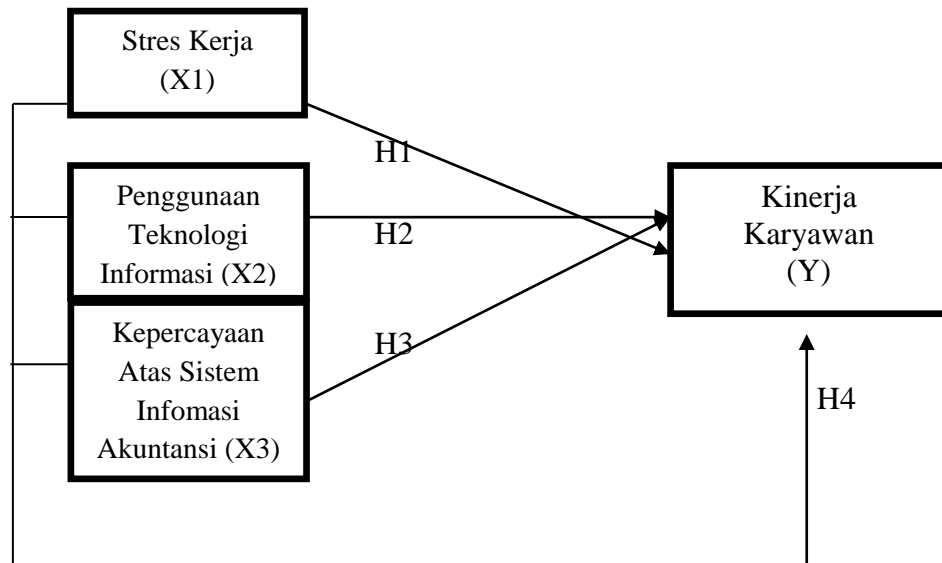 Stres Kerja
(X1)
H1
Penggunaan
Teknologi
Informasi (X2)
H2
Kepercayaan
Atas Sistem
Infomasi
Akuntansi (X3)
H3
Kinerja
Karyawan
(Y)
H4